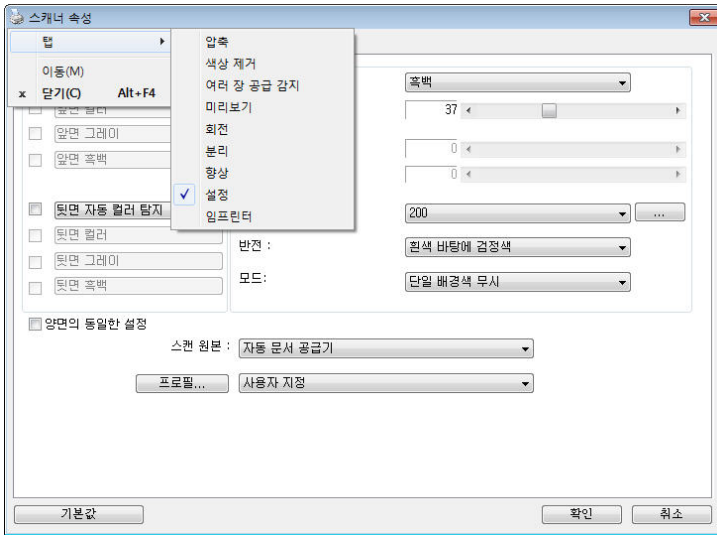 스캐너 속성
탭
이동(M)
x 닫기(C) Alt+F4
압축
색상 제거
여러 장 공급 감지
미리보기
회전
분리
향상
설정
임프린터
앞면 컬러
앞면 그레이
앞면 흑백
뒷면 자동 컬러 탐지
뒷면 컬러
뒷면 그레이
뒷면 흑백
흑백
37
0
0
200
...
반전 :
흰색 바탕에 검정색
모드:
단일 배경색 무시
양면의 동일한 설정
스캔 원본 :
자동 문서 공급기
프로필...
사용자 지정
기본값
확인
취소